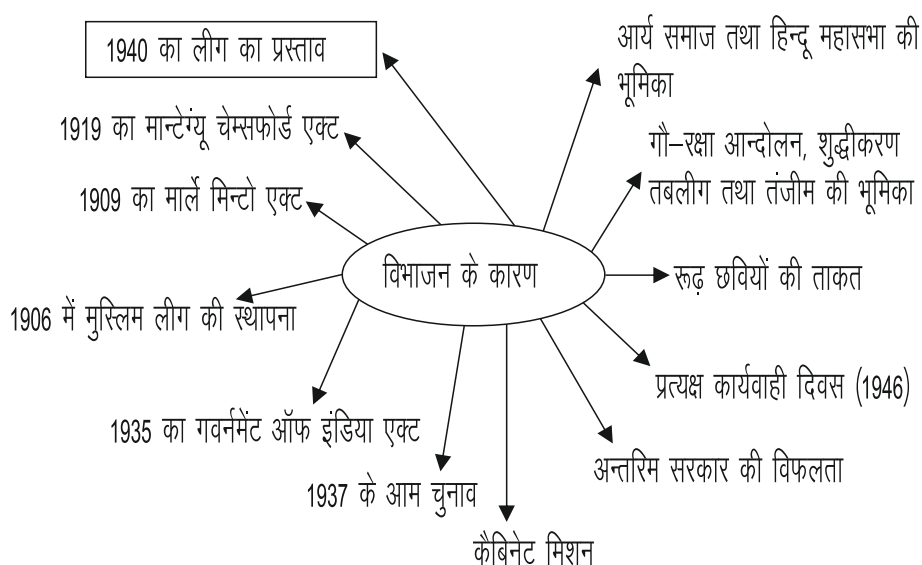 1940 का लीग का प्रस्ताव
आर्य समाज तथा हिन्दू महासभा की
भूमिका
1919 का मान्टेंग्यू चेम्सफोर्ड एक्ट
गौ–रक्षा आन्दोलन, शुद्धीकरण
तबलीग तथा तंजीम की भूमिका
1909 का मार्ले मिन्टो एक्ट
विभाजन के कारण
रूढ़ छवियों की ताकत
1906 में मुस्लिम लीग की स्थापना
प्रत्यक्ष कार्यवाही दिवस (1946)
1935 का गवर्नमेंट ऑफ इंडिया एक्ट
अन्तरिम सरकार की विफलता
1937 के आम चुनाव
कैबिनेट मिशन